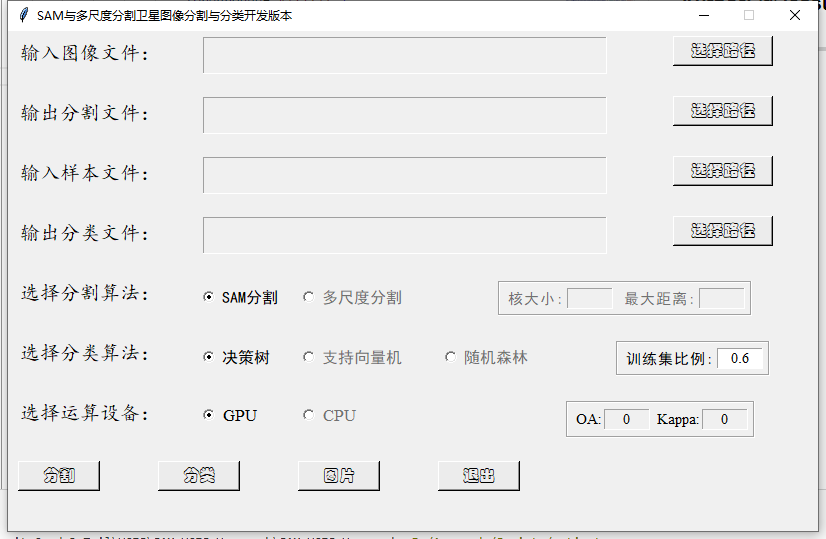 SAM与多尺度分割卫星图像分割与分类开发版本
输入图像文件： 选择路径
输出分割文件： 选择路径
输入样本文件： 选择路径
输出分类文件： 选择路径
选择分割算法： SAM分割 多尺度分割 核大小： 最大距离：
选择分类算法： 决策树 支持向量机 随机森林 训练集比例： 0.6
选择运算设备： GPU CPU OA: 0 Kappa: 0
分割 分类 图片 退出